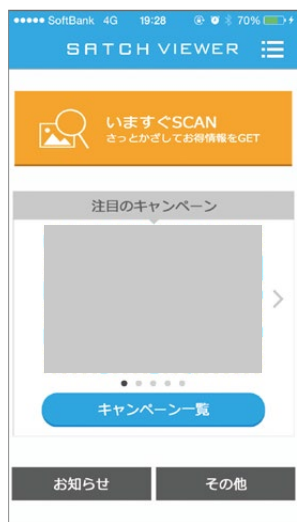 SoftBank 4G 19:28 70%
SATCH VIEWER
いますぐSCAN
さっとかざしてお得情報をGET
注目のキャンペーン
キャンペーン一覧
お知らせ その他